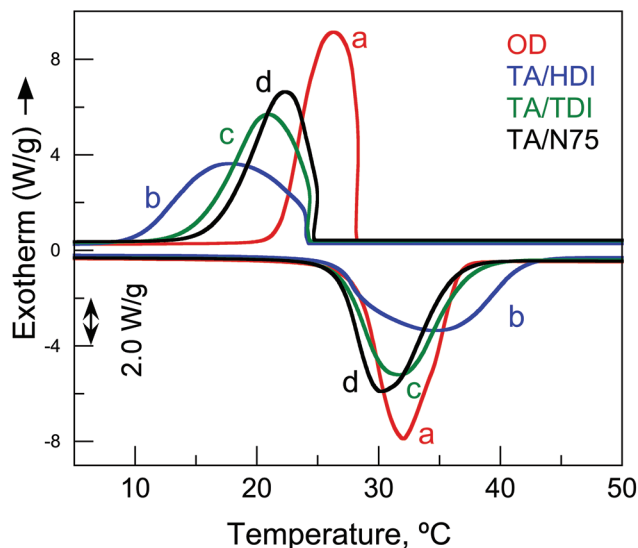 OD
TA/HDI
TA/TDI
TA/N75
a
d
c
b
8
4
0
-4
-8
Exotherm (W/g)
2.0 W/g
b
d
c
a
10 20 30 40 50
Temperature, ºC